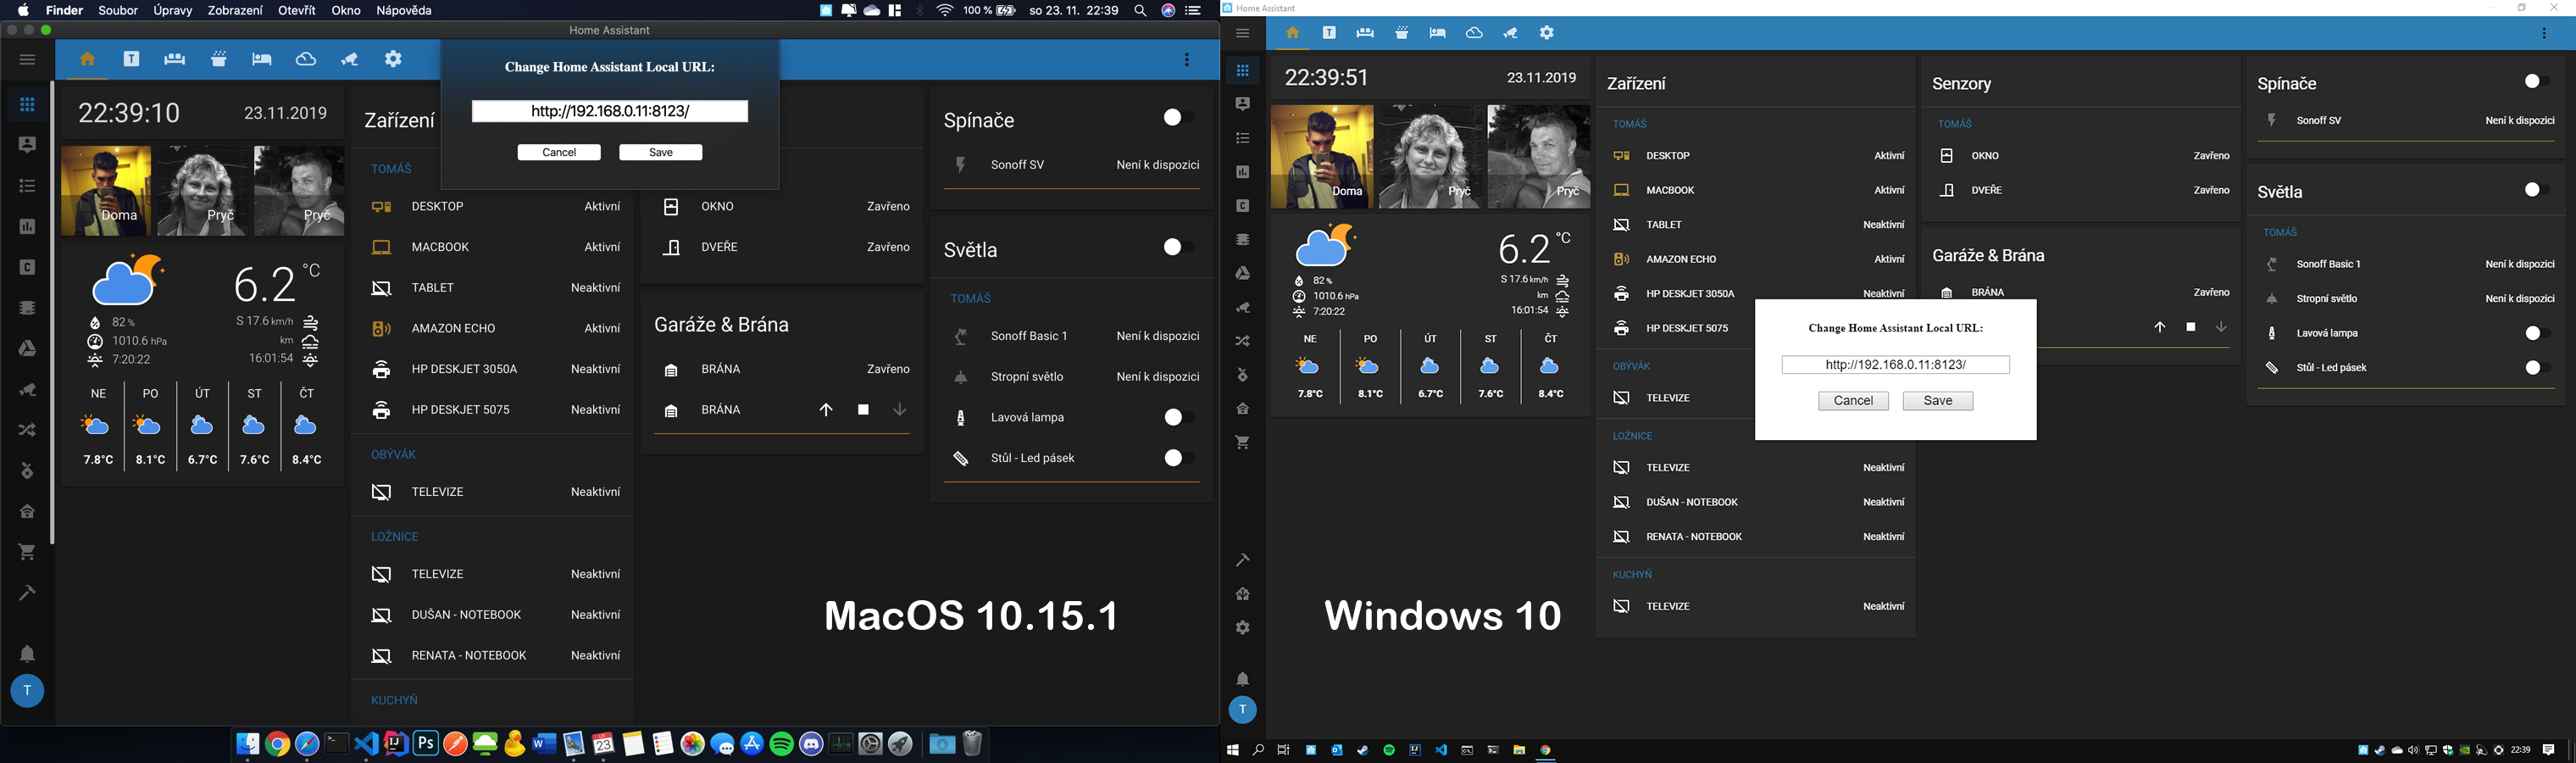 Finder Soubor Úpravy Zobrazení Otevřít Okno Nápověda 100 % so 23. 11. 22:39
Home Assistant
T
22:39:10 23.11.2019
Doma Pryč Pryč
6.2 °C
82 % S 17.6 km/h
1010.6 hPa km
7:20:22 16:01:54
NE PO ÚT ST ČT
7.8°C 8.1°C 6.7°C 7.6°C 8.4°C
Zařízení
TOMÁŠ
DESKTOP Aktivní
MACBOOK Aktivní
TABLET Neaktivní
AMAZON ECHO Aktivní
HP DESKJET 3050A Neaktivní
HP DESKJET 5075 Neaktivní
OBÝVÁK
TELEVIZE Neaktivní
LOŽNICE
TELEVIZE Neaktivní
DUŠAN - NOTEBOOK Neaktivní
RENATA - NOTEBOOK Neaktivní
KUCHYŇ
Change Home Assistant Local URL:
http://192.168.0.11:8123/
Cancel Save
OKNO Zavřeno
DVEŘE Zavřeno
Garáže & Brána
BRÁNA Zavřeno
BRÁNA
Spínače
Sonoff SV Není k dispozici
Světla
TOMÁŠ
Sonoff Basic 1 Není k dispozici
Stropní světlo Není k dispozici
Lavová lampa
Stůl - Led pásek
MacOS 10.15.1
C
T
23
Ps
Home Assistant
T
22:39:51 23.11.2019
Doma Pryč Pryč
6.2 °C
82 % S 17.6 km/h
1010.6 hPa km
7:20:22 16:01:54
NE PO ÚT ST ČT
7.8°C 8.1°C 6.7°C 7.6°C 8.4°C
Zařízení
TOMÁŠ
DESKTOP Aktivní
MACBOOK Aktivní
TABLET Neaktivní
AMAZON ECHO Aktivní
HP DESKJET 3050A Neaktivní
HP DESKJET 5075
OBÝVÁK
TELEVIZE
LOŽNICE
TELEVIZE Neaktivní
DUŠAN - NOTEBOOK Neaktivní
RENATA - NOTEBOOK Neaktivní
KUCHYŇ
TELEVIZE Neaktivní
Senzory
TOMÁŠ
OKNO Zavřeno
DVEŘE Zavřeno
Garáže & Brána
BRÁNA Zavřeno
Change Home Assistant Local URL:
http://192.168.0.11:8123/
Cancel Save
Spínače
Sonoff SV Není k dispozici
Světla
TOMÁŠ
Sonoff Basic 1 Není k dispozici
Stropní světlo Není k dispozici
Lavová lampa
Stůl - Led pásek
Windows 10
C
T
22:39